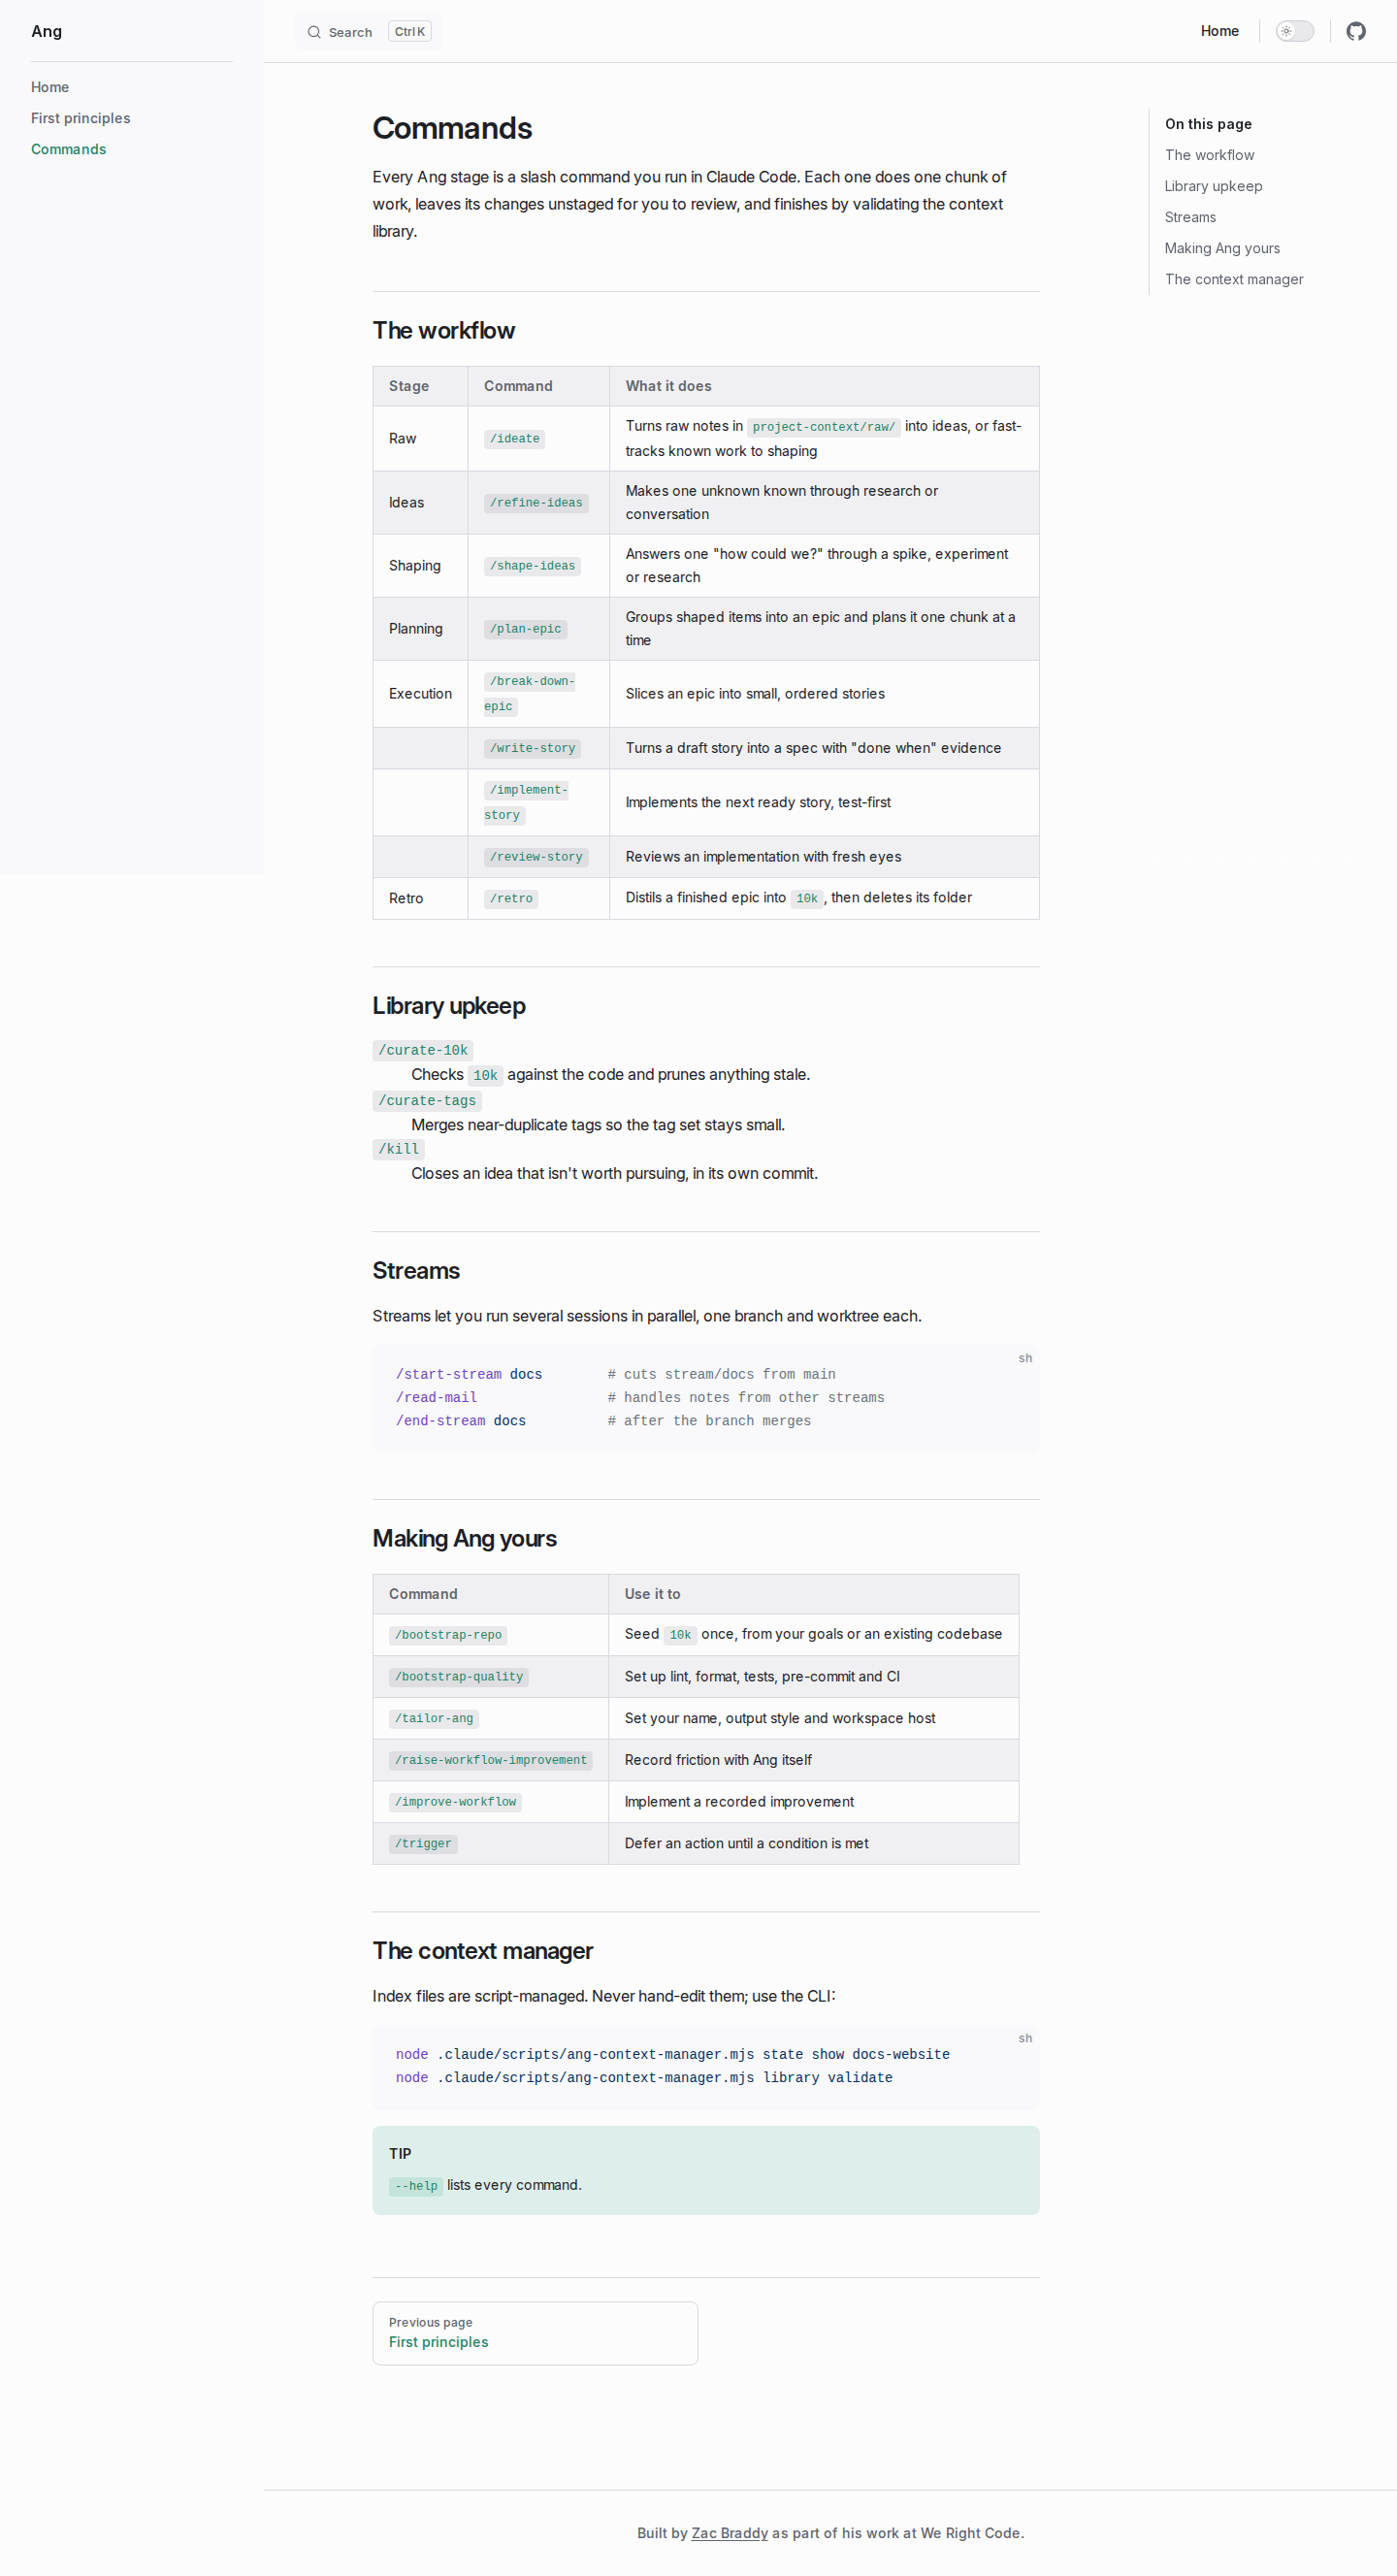 Ang
Home
First principles
Commands
Search Ctrl K
Home
Commands
Every Ang stage is a slash command you run in Claude Code. Each one does one chunk of
work, leaves its changes unstaged for you to review, and finishes by validating the context
library.
On this page
The workflow
Library upkeep
Streams
Making Ang yours
The context manager
The workflow
Stage Command What it does
Raw /ideate Turns raw notes in project-context/raw/ into ideas, or fast-
tracks known work to shaping
Ideas /refine-ideas Makes one unknown known through research or
conversation
Shaping /shape-ideas Answers one "how could we?" through a spike, experiment
or research
Planning /plan-epic Groups shaped items into an epic and plans it one chunk at a
time
Execution /break-down-
epic Slices an epic into small, ordered stories
/write-story Turns a draft story into a spec with "done when" evidence
/implement-
story Implements the next ready story, test-first
/review-story Reviews an implementation with fresh eyes
Retro /retro Distils a finished epic into 10k, then deletes its folder
Library upkeep
/curate-10k
Checks 10k against the code and prunes anything stale.
/curate-tags
Merges near-duplicate tags so the tag set stays small.
/kill
Closes an idea that isn't worth pursuing, in its own commit.
Streams
Streams let you run several sessions in parallel, one branch and worktree each.
sh
/start-stream docs # cuts stream/docs from main
/read-mail # handles notes from other streams
/end-stream docs # after the branch merges
Making Ang yours
Command Use it to
/bootstrap-repo Seed 10k once, from your goals or an existing codebase
/bootstrap-quality Set up lint, format, tests, pre-commit and CI
/tailor-ang Set your name, output style and workspace host
/raise-workflow-improvement Record friction with Ang itself
/improve-workflow Implement a recorded improvement
/trigger Defer an action until a condition is met
The context manager
Index files are script-managed. Never hand-edit them; use the CLI:
sh
node .claude/scripts/ang-context-manager.mjs state show docs-website
node .claude/scripts/ang-context-manager.mjs library validate
TIP
--help lists every command.
Previous page
First principles
Built by Zac Braddy as part of his work at We Right Code.